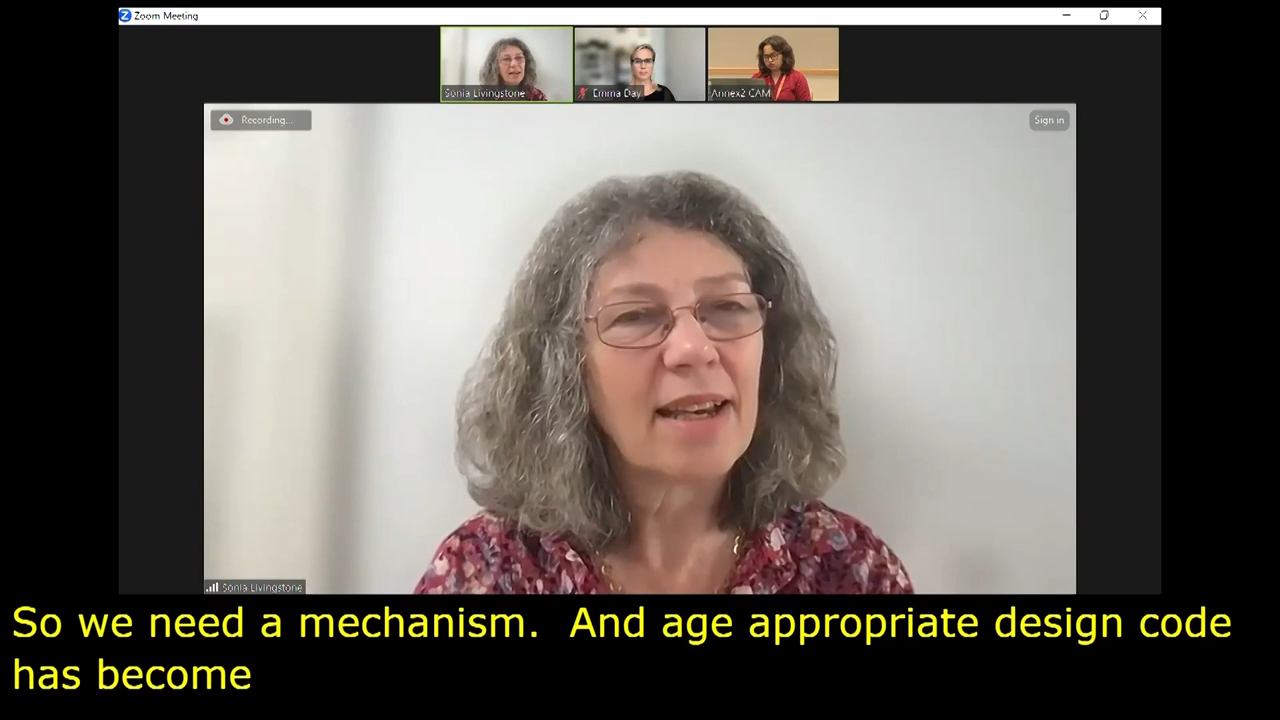 Zoom Meeting
Sonia Livingstone
Emma Day
Annex2 CAM
Recording...
Sign in
Sonia Livingstone
So we need a mechanism.  And age appropriate design code
has become